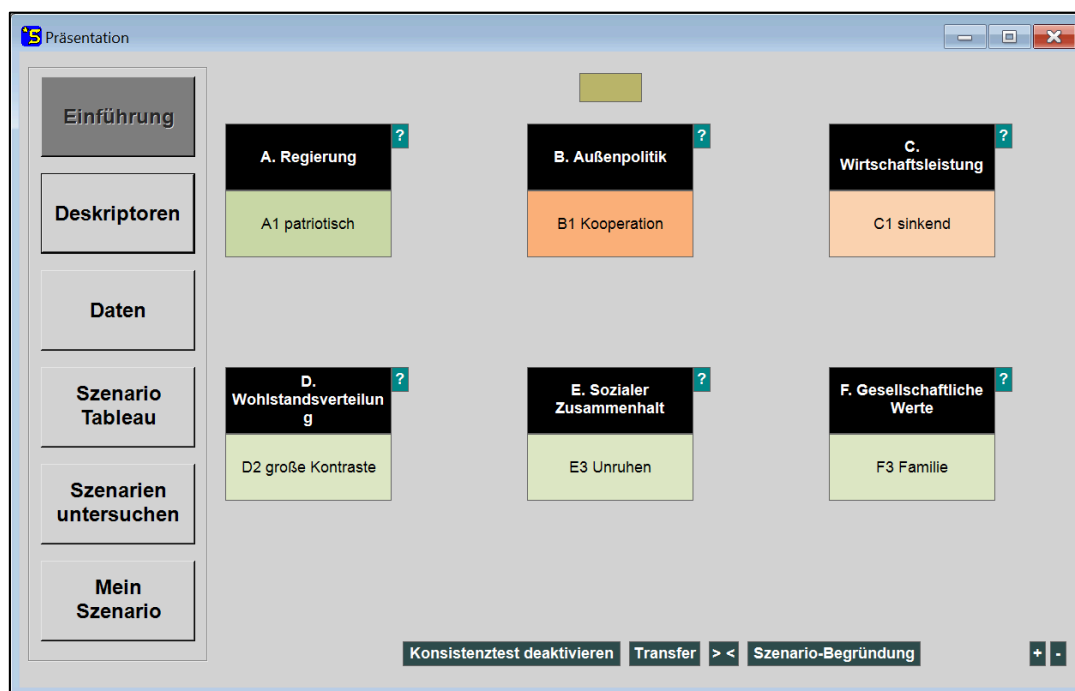 Präsentation
Einführung
Deskriptoren
Daten
Szenario
Tableau
Szenarien
untersuchen
Mein
Szenario
A. Regierung
?
A1 patriotisch
B. Außenpolitik
?
B1 Kooperation
C.
Wirtschaftsleistung
?
C1 sinkend
D.
Wohlstandsverteilun
g
?
D2 große Kontraste
E. Sozialer
Zusammenhalt
?
E3 Unruhen
F. Gesellschaftliche
Werte
?
F3 Familie
Konsistenztest deaktivieren
Transfer
> <
Szenario-Begründung
+
-